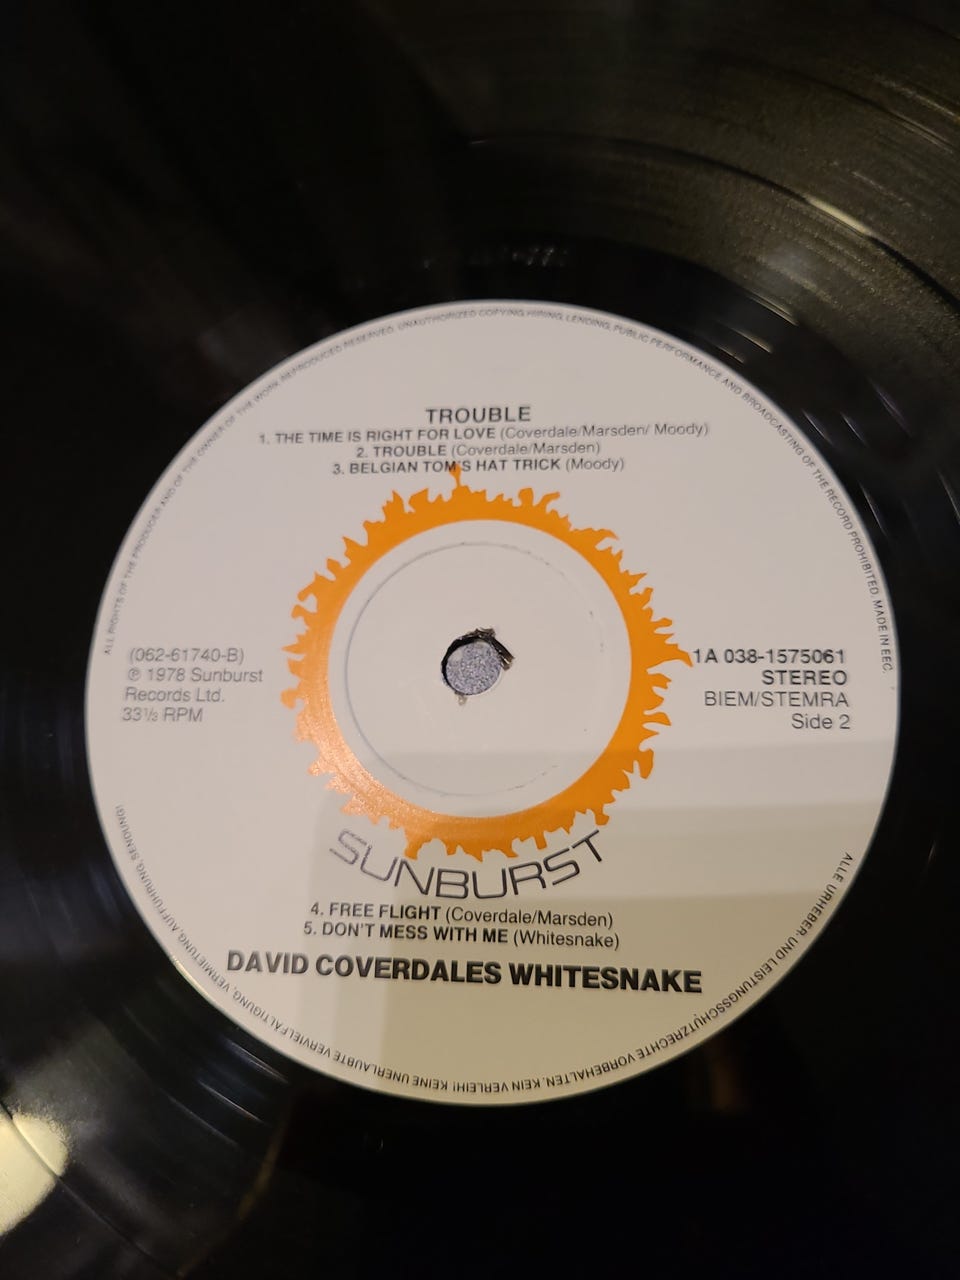 ALL RIGHTS OF THE PRODUCER AND OF THE OWNER OF THE WORK REPRODUCED RESERVED. UNAUTHORIZED COPYING, HIRING, LENDING, PUBLIC PERFORMANCE AND BROADCASTING OF THE RECORD PROHIBITED. MADE IN EEC.
TROUBLE
1. THE TIME IS RIGHT FOR LOVE (Coverdale/Marsden/ Moody)
2. TROUBLE (Coverdale/Marsden)
3. BELGIAN TOM'S HAT TRICK (Moody)
(062-61740-B)
℗ 1978 Sunburst
Records Ltd.
33⅓ RPM
1A 038-1575061
STEREO
BIEM/STEMRA
Side 2
SUNBURST
4. FREE FLIGHT (Coverdale/Marsden)
5. DON'T MESS WITH ME (Whitesnake)
DAVID COVERDALES WHITESNAKE
ALLE URHEBER- UND LEISTUNGSSCHUTZRECHTE VORBEHALTEN. KEIN VERLEIH! KEINE UNERLAUBTE VERVIELFÄLTIGUNG, VERMIETUNG, AUFFÜHRUNG, SENDUNG!